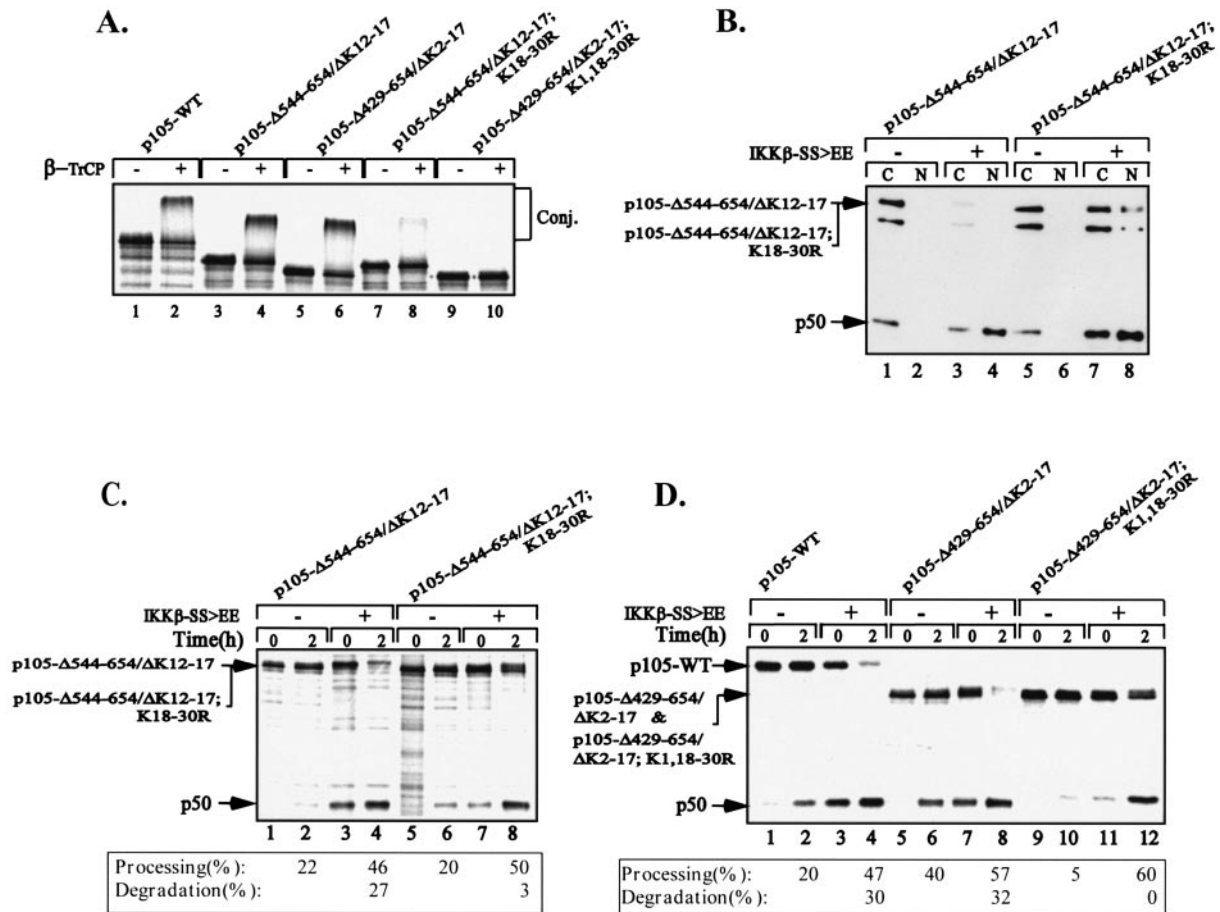 A.
p105-WT
p105-Δ544-654/ΔK12-17
p105-Δ429-654/ΔK2-17
p105-Δ544-654/ΔK12-17;
K18-30R
p105-Δ429-654/ΔK2-17;
K1,18-30R
β–TrCP - + - + - + - + - +
Conj.
1 2 3 4 5 6 7 8 9 10
B.
p105-Δ544-654/ΔK12-17
p105-Δ544-654/ΔK12-17;
K18-30R
IKKβ-SS>EE - + - +
C N C N C N C N
p105-Δ544-654/ΔK12-17
p105-Δ544-654/ΔK12-17;
K18-30R
p50
1 2 3 4 5 6 7 8
C.
p105-Δ544-654/ΔK12-17
p105-Δ544-654/ΔK12-17;
K18-30R
IKKβ-SS>EE - + - +
Time(h) 0 2 0 2 0 2 0 2
p105-Δ544-654/ΔK12-17
p105-Δ544-654/ΔK12-17;
K18-30R
p50
1 2 3 4 5 6 7 8
Processing(%): 22 46 20 50
Degradation(%): 27 3
D.
p105-WT
p105-Δ429-654/ΔK2-17
p105-Δ429-654/ΔK2-17;
K1,18-30R
IKKβ-SS>EE - + - + - +
Time(h) 0 2 0 2 0 2 0 2 0 2 0 2
p105-WT
p105-Δ429-654/
ΔK2-17 &
p105-Δ429-654/
ΔK2-17; K1,18-30R
p50
1 2 3 4 5 6 7 8 9 10 11 12
Processing(%): 20 47 40 57 5 60
Degradation(%): 30 32 0